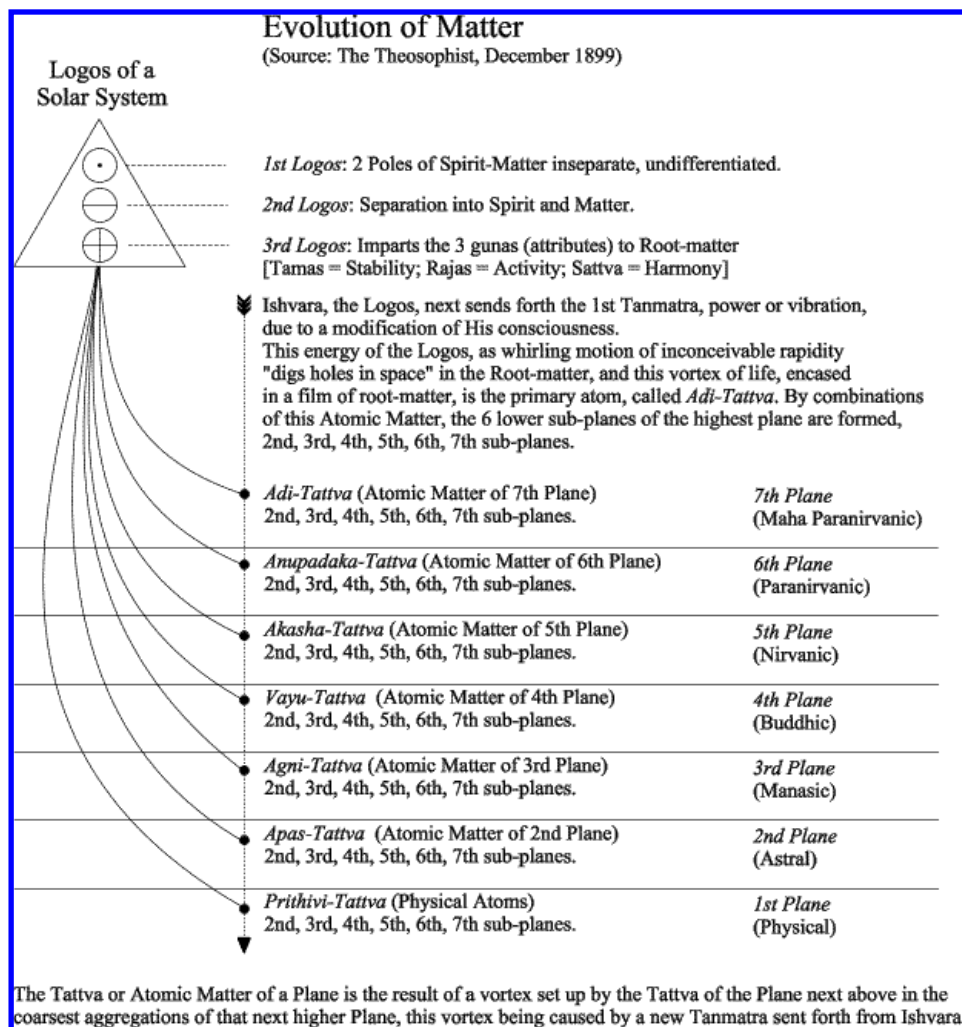 Evolution of Matter
(Source: The Theosophist, December 1899)
Logos of a
Solar System
1st Logos: 2 Poles of Spirit-Matter inseparate, undifferentiated.
2nd Logos: Separation into Spirit and Matter.
3rd Logos: Imparts the 3 gunas (attributes) to Root-matter
[Tamas = Stability; Rajas = Activity; Sattva = Harmony]
Ishvara, the Logos, next sends forth the 1st Tanmatra, power or vibration,
due to a modification of His consciousness.
This energy of the Logos, as whirling motion of inconceivable rapidity
"digs holes in space" in the Root-matter, and this vortex of life, encased
in a film of root-matter, is the primary atom, called Adi-Tattva. By combinations
of this Atomic Matter, the 6 lower sub-planes of the highest plane are formed,
2nd, 3rd, 4th, 5th, 6th, 7th sub-planes.
Adi-Tattva (Atomic Matter of 7th Plane)
2nd, 3rd, 4th, 5th, 6th, 7th sub-planes.
7th Plane
(Maha Paranirvanic)
Anupadaka-Tattva (Atomic Matter of 6th Plane)
2nd, 3rd, 4th, 5th, 6th, 7th sub-planes.
6th Plane
(Paranirvanic)
Akasha-Tattva (Atomic Matter of 5th Plane)
2nd, 3rd, 4th, 5th, 6th, 7th sub-planes.
5th Plane
(Nirvanic)
Vayu-Tattva (Atomic Matter of 4th Plane)
2nd, 3rd, 4th, 5th, 6th, 7th sub-planes.
4th Plane
(Buddhic)
Agni-Tattva (Atomic Matter of 3rd Plane)
2nd, 3rd, 4th, 5th, 6th, 7th sub-planes.
3rd Plane
(Manasic)
Apas-Tattva (Atomic Matter of 2nd Plane)
2nd, 3rd, 4th, 5th, 6th, 7th sub-planes.
2nd Plane
(Astral)
Prithivi-Tattva (Physical Atoms)
2nd, 3rd, 4th, 5th, 6th, 7th sub-planes.
1st Plane
(Physical)
The Tattva or Atomic Matter of a Plane is the result of a vortex set up by the Tattva of the Plane next above in the
coarsest aggregations of that next higher Plane, this vortex being caused by a new Tanmatra sent forth from Ishvara